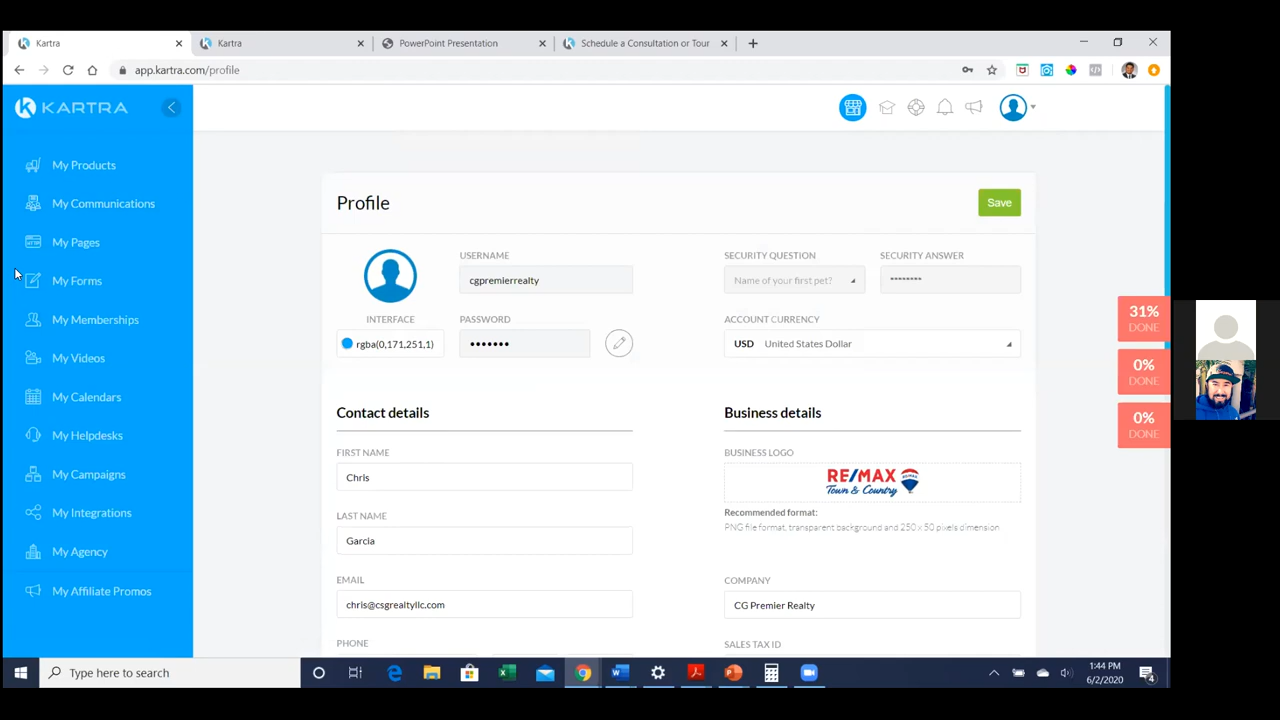 Kartra
Kartra
PowerPoint Presentation
Schedule a Consultation or Tour
app.kartra.com/profile
KARTRA
My Products
My Communications
My Pages
My Forms
My Memberships
My Videos
My Calendars
My Helpdesks
My Campaigns
My Integrations
My Agency
My Affiliate Promos
Profile
Save
USERNAME
cgpremierrealty
SECURITY QUESTION
Name of your first pet?
SECURITY ANSWER
********
INTERFACE
rgba(0,171,251,1)
PASSWORD
•••••••
ACCOUNT CURRENCY
USD United States Dollar
31%
DONE
0%
DONE
0%
DONE
Contact details
FIRST NAME
Chris
LAST NAME
Garcia
EMAIL
chris@csgrealtyllc.com
PHONE
Business details
BUSINESS LOGO
RE/MAX
Town & Country
Recommended format:
PNG file format, transparent background and 250 x 50 pixels dimension
COMPANY
CG Premier Realty
SALES TAX ID
Type here to search
1:44 PM
6/2/2020
4